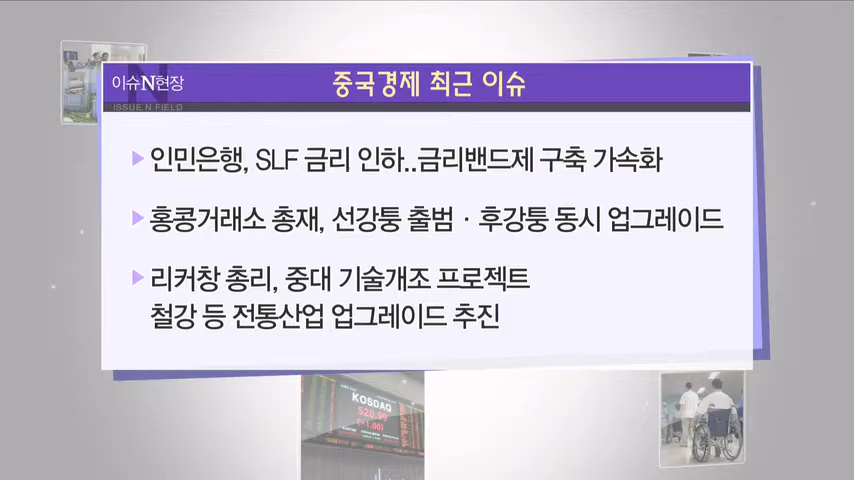 이슈N현장
ISSUE N FIELD
중국경제 최근 이슈
▶ 인민은행, SLF 금리 인하..금리밴드제 구축 가속화
▶ 홍콩거래소 총재, 선강퉁 출범 · 후강퉁 동시 업그레이드
▶ 리커창 총리, 중대 기술개조 프로젝트
철강 등 전통산업 업그레이드 추진
KOSDAQ